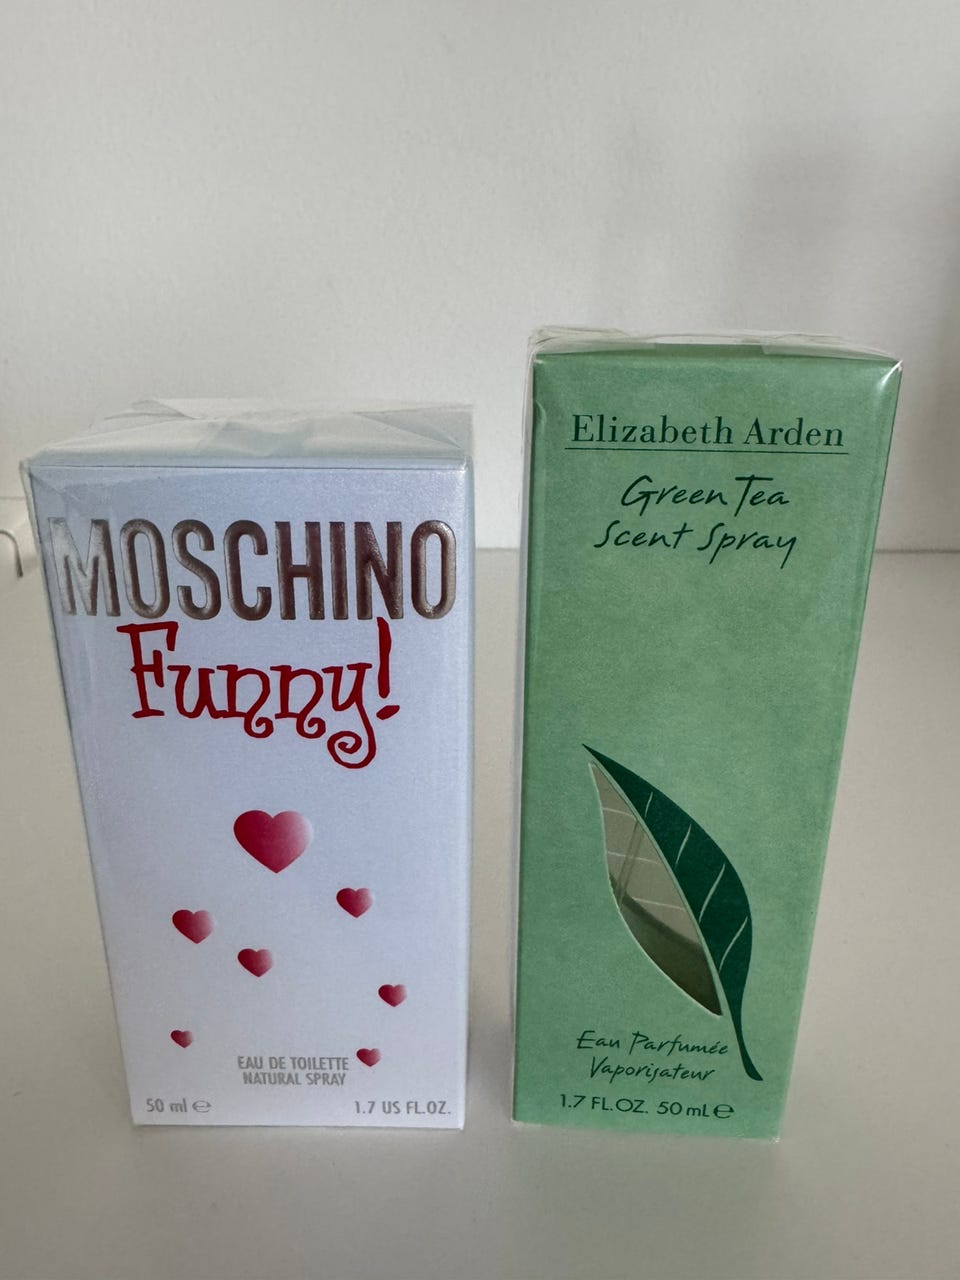 MOSCHINO
Funny!
EAU DE TOILETTE
NATURAL SPRAY
50 ml ℮
1.7 US FL.OZ.
Elizabeth Arden
Green Tea
Scent Spray
Eau Parfumée
Vaporisateur
1.7 FL.OZ. 50 mL ℮